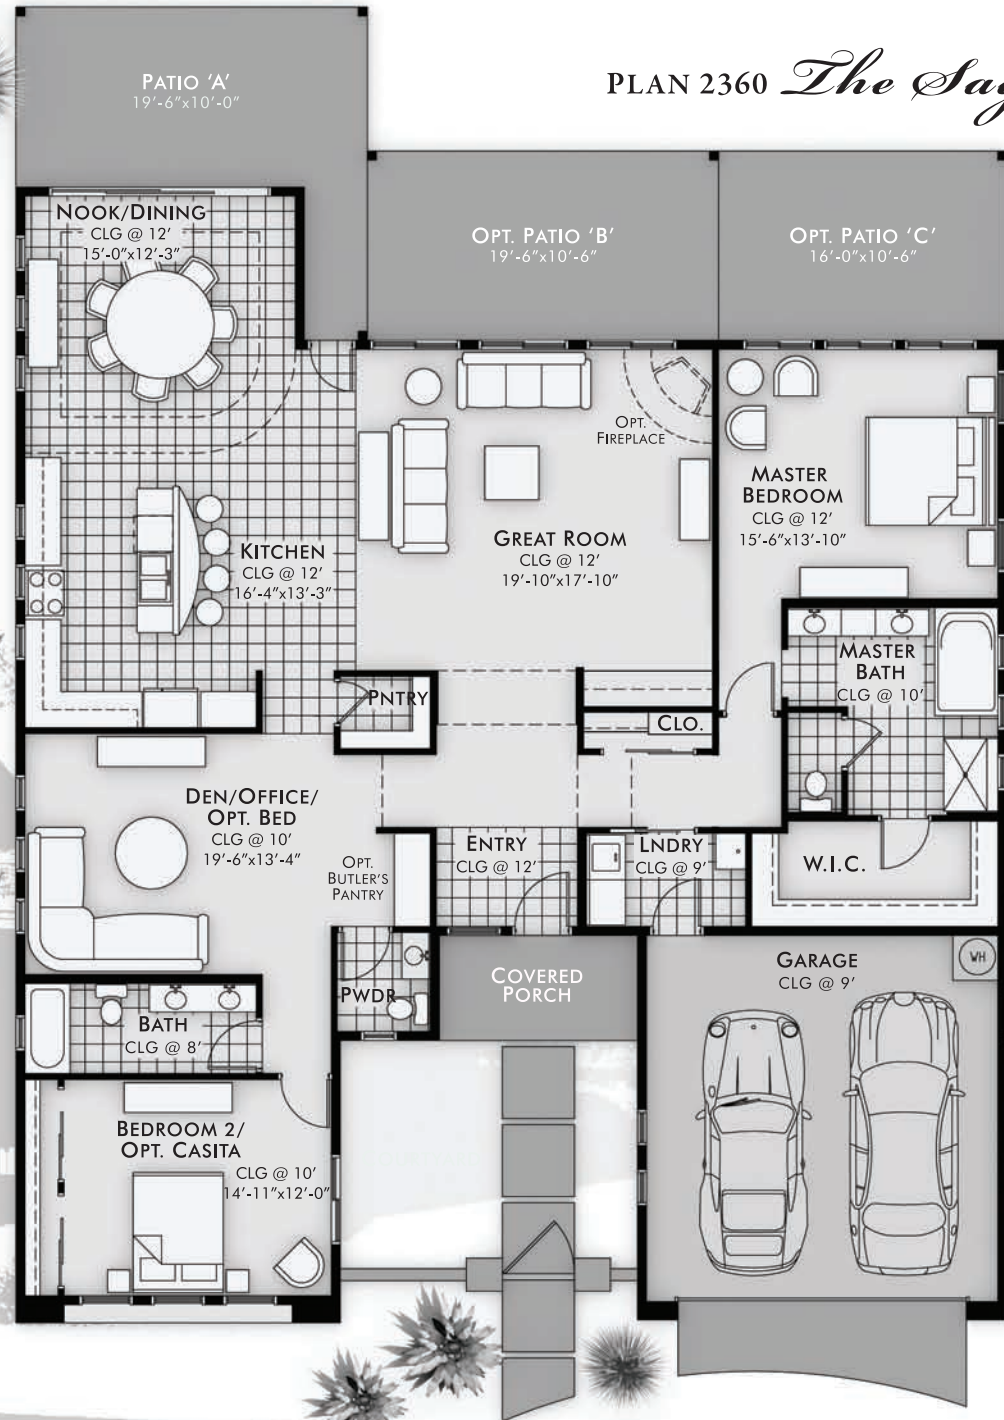 PLAN 2360 The Sag
PATIO 'A'
19'-6"x10'-0"
OPT. PATIO 'B'
19'-6"x10'-6"
OPT. PATIO 'C'
16'-0"x10'-6"
NOOK/DINING
CLG @ 12'
15'-0"x12'-3"
OPT.
FIREPLACE
KITCHEN
CLG @ 12'
16'-4"x13'-3"
GREAT ROOM
CLG @ 12'
19'-10"x17'-10"
MASTER
BEDROOM
CLG @ 12'
15'-6"x13'-10"
MASTER
BATH
CLG @ 10'
PNTRY
CLO.
DEN/OFFICE/
OPT. BED
CLG @ 10'
19'-6"x13'-4"
OPT.
BUTLER'S
PANTRY
ENTRY
CLG @ 12'
LNDRY
CLG @ 9'
W.I.C.
PWDR
COVERED
PORCH
GARAGE
CLG @ 9'
WH
BATH
CLG @ 8'
BEDROOM 2/
OPT. CASITA
CLG @ 10'
14'-11"x12'-0"